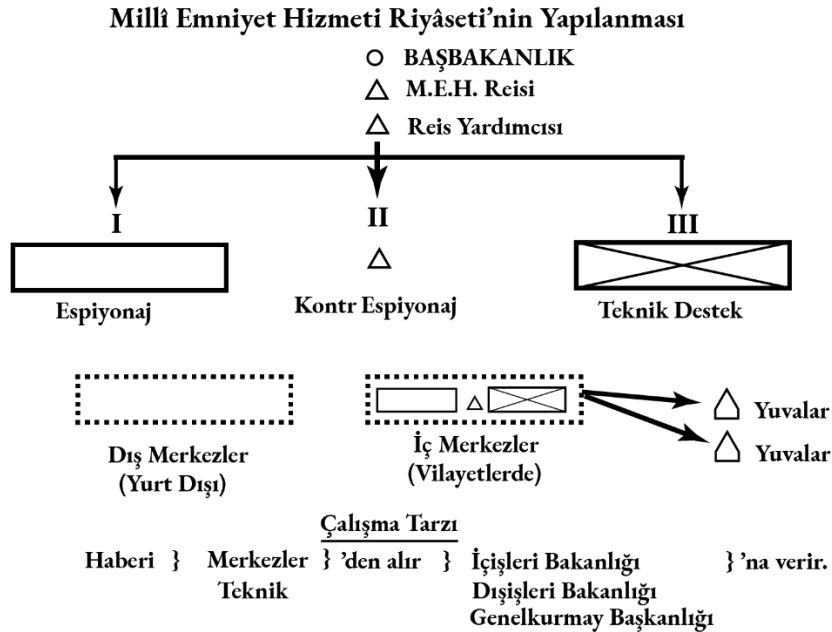 Millî Emniyet Hizmeti Riyâseti’nin Yapılanması
BAŞBAKANLIK
M.E.H. Reisi
Reis Yardımcısı
I
II
III
Espiyonaj
Kontr Espiyonaj
Teknik Destek
Dış Merkezler
(Yurt Dışı)
İç Merkezler
(Vilayetlerde)
Yuvalar
Yuvalar
Çalışma Tarzı
Haberi } Merkezler } ’den alır } İçişleri Bakanlığı } ’na verir.
Teknik Dışişleri Bakanlığı
Genelkurmay Başkanlığı